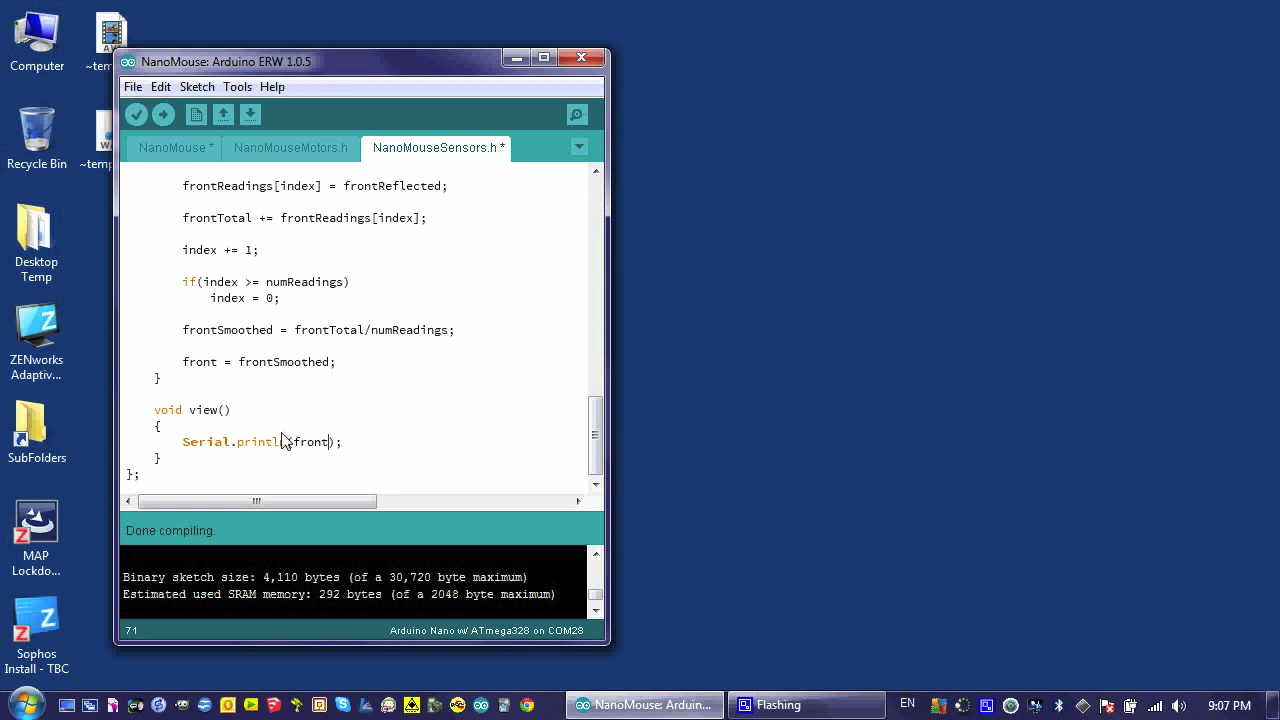 Computer
~tem
Recycle Bin
~temp
Desktop
Temp
ZENworks
Adaptiv...
SubFolders
MAP
Lockdo...
Sophos
Install - TBC
NanoMouse: Arduino ERW 1.0.5
File Edit Sketch Tools Help
NanoMouse * NanoMouseMotors.h NanoMouseSensors.h *
frontReadings[index] = frontReflected;
frontTotal += frontReadings[index];
index += 1;
if(index >= numReadings)
index = 0;
frontSmoothed = frontTotal/numReadings;
front = frontSmoothed;
}
void view()
{
Serial.printl (front);
}
};
Done compiling.
Binary sketch size: 4,110 bytes (of a 30,720 byte maximum)
Estimated used SRAM memory: 292 bytes (of a 2048 byte maximum)
71 Arduino Nano w/ ATmega328 on COM28
NanoMouse: Arduin... Flashing EN 9:07 PM